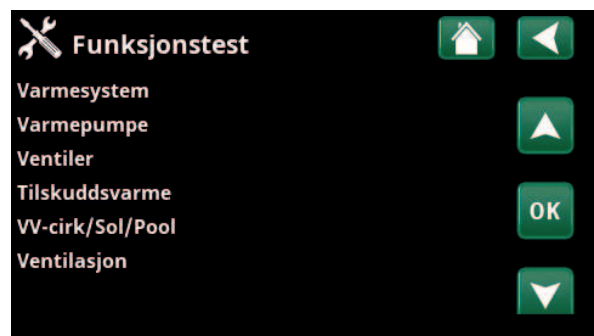 Funksjonstest
Varmesystem
Varmepumpe
Ventiler
Tilskuddsvarme
VV-cirk/Sol/Pool
Ventilasjon
OK